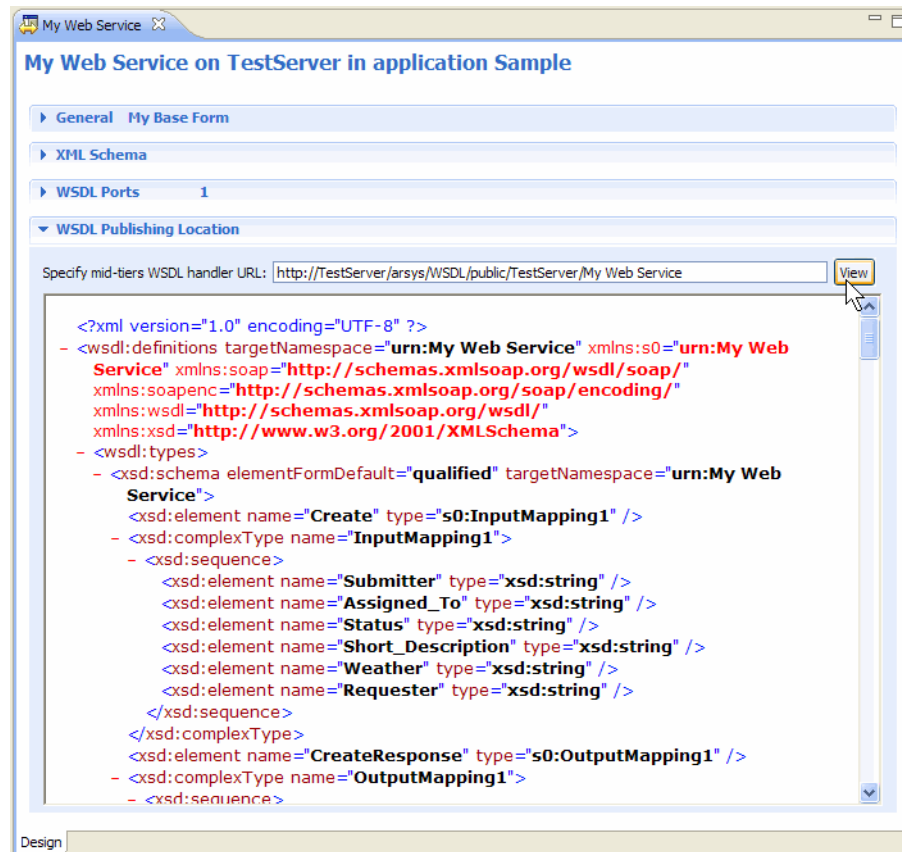 My Web Service
My Web Service on TestServer in application Sample
General My Base Form
XML Schema
WSDL Ports 1
WSDL Publishing Location
Specify mid-tiers WSDL handler URL: http://TestServer/arsys/WSDL/public/TestServer/My Web Service View
<?xml version="1.0" encoding="UTF-8" ?>
- <wsdl:definitions targetNamespace="urn:My Web Service" xmlns:s0="urn:My Web
Service" xmlns:soap="http://schemas.xmlsoap.org/wsdl/soap/"
xmlns:soapenc="http://schemas.xmlsoap.org/soap/encoding/"
xmlns:wsdl="http://schemas.xmlsoap.org/wsdl/"
xmlns:xsd="http://www.w3.org/2001/XMLSchema">
- <wsdl:types>
- <xsd:schema elementFormDefault="qualified" targetNamespace="urn:My Web
Service">
<xsd:element name="Create" type="s0:InputMapping1" />
- <xsd:complexType name="InputMapping1">
- <xsd:sequence>
<xsd:element name="Submitter" type="xsd:string" />
<xsd:element name="Assigned_To" type="xsd:string" />
<xsd:element name="Status" type="xsd:string" />
<xsd:element name="Short_Description" type="xsd:string" />
<xsd:element name="Weather" type="xsd:string" />
<xsd:element name="Requester" type="xsd:string" />
</xsd:sequence>
</xsd:complexType>
<xsd:element name="CreateResponse" type="s0:OutputMapping1" />
- <xsd:complexType name="OutputMapping1">
- <xsd:sequence>
Design